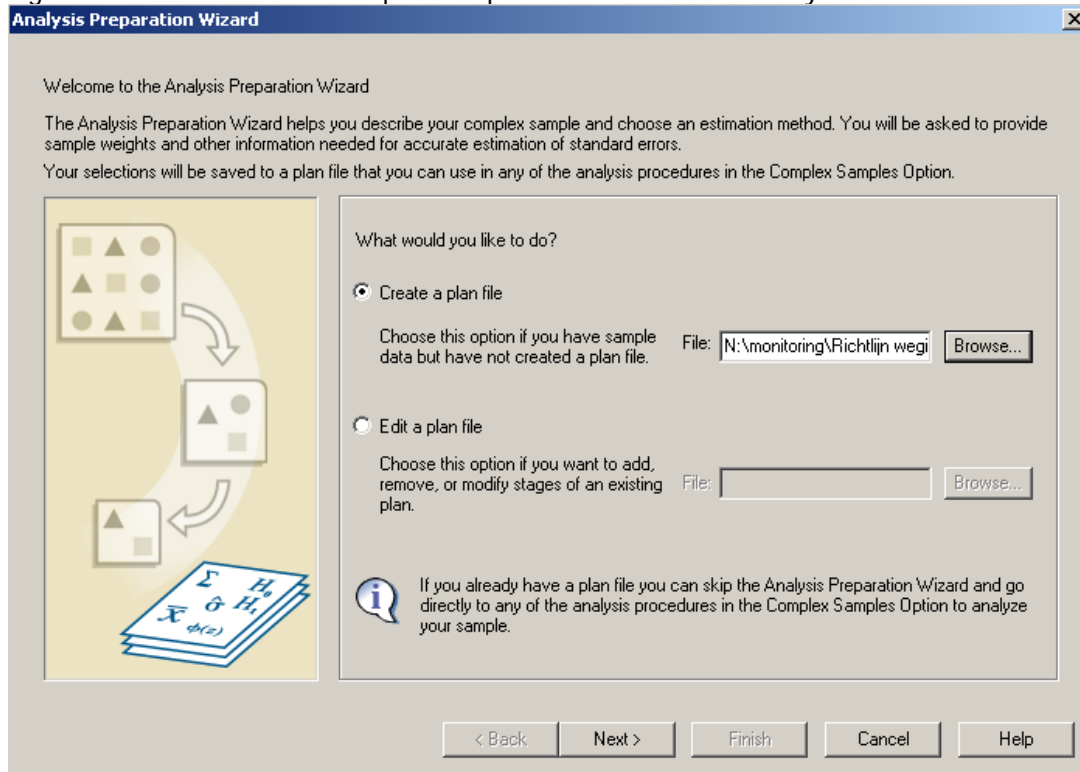 Analysis Preparation Wizard
Welcome to the Analysis Preparation Wizard
The Analysis Preparation Wizard helps you describe your complex sample and choose an estimation method. You will be asked to provide
sample weights and other information needed for accurate estimation of standard errors.
Your selections will be saved to a plan file that you can use in any of the analysis procedures in the Complex Samples Option.
What would you like to do?
Create a plan file
Choose this option if you have sample
data but have not created a plan file.
File: N:\monitoring\Richtlijn wegi Browse...
Edit a plan file
Choose this option if you want to add,
remove, or modify stages of an existing
plan.
File: Browse...
If you already have a plan file you can skip the Analysis Preparation Wizard and go
directly to any of the analysis procedures in the Complex Samples Option to analyze
your sample.
Σ H₀
σ̂ H₁
x̄ φ(z)
< Back Next > Finish Cancel Help